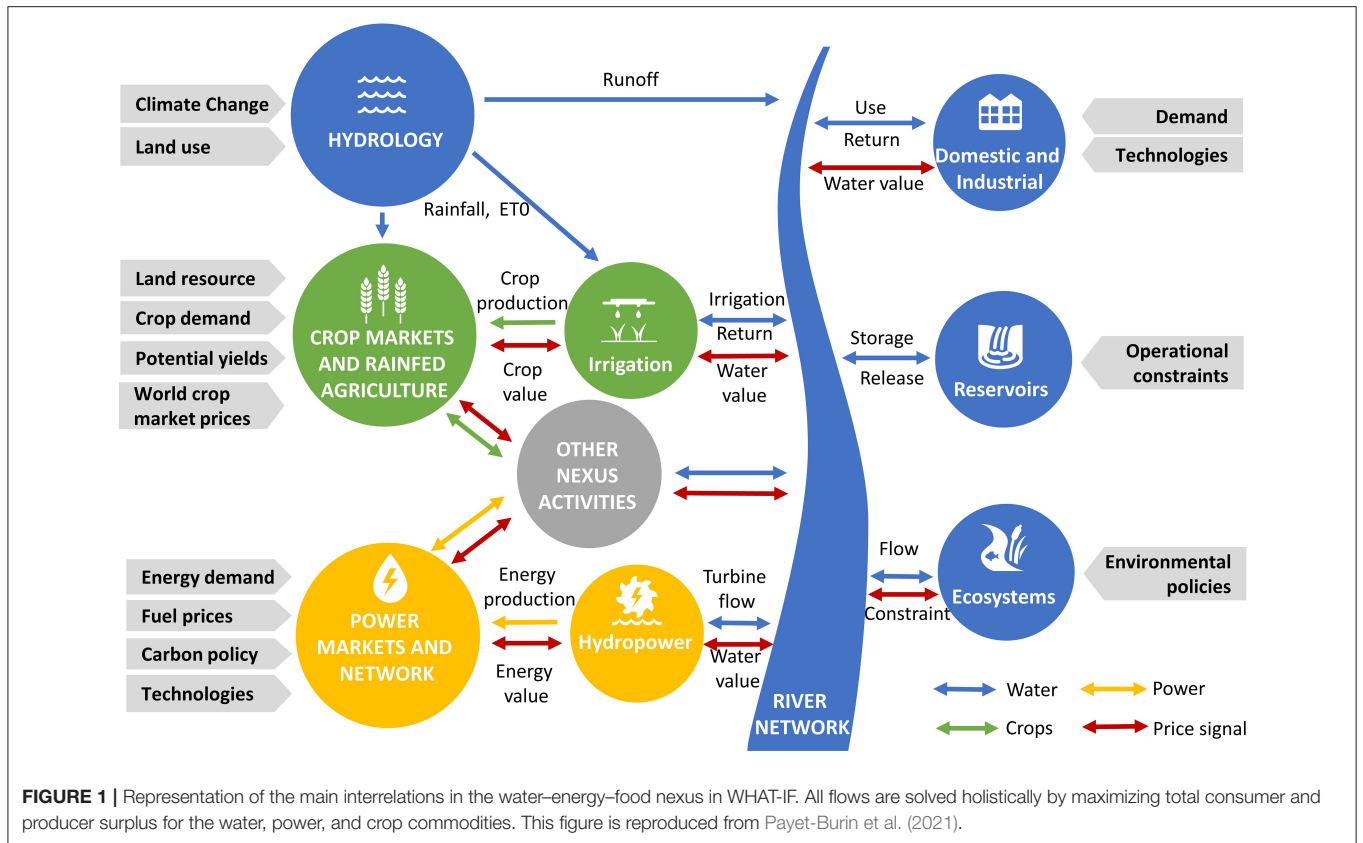 Climate Change
Land use
HYDROLOGY
Runoff
Rainfall, ET0
Use
Return
Water value
Domestic and
Industrial
Demand
Technologies
Land resource
Crop demand
Potential yields
World crop
market prices
CROP MARKETS
AND RAINFED
AGRICULTURE
Crop
production
Crop
value
Irrigation
Irrigation
Return
Water
value
Storage
Release
Reservoirs
Operational
constraints
OTHER
NEXUS
ACTIVITIES
Energy demand
Fuel prices
Carbon policy
Technologies
POWER
MARKETS AND
NETWORK
Energy
production
Energy
value
Hydropower
Turbine
flow
Water
value
RIVER
NETWORK
Flow
Constraint
Ecosystems
Environmental
policies
Water
Power
Crops
Price signal
FIGURE 1 | Representation of the main interrelations in the water–energy–food nexus in WHAT-IF. All flows are solved holistically by maximizing total consumer and
producer surplus for the water, power, and crop commodities. This figure is reproduced from Payet-Burin et al. (2021).